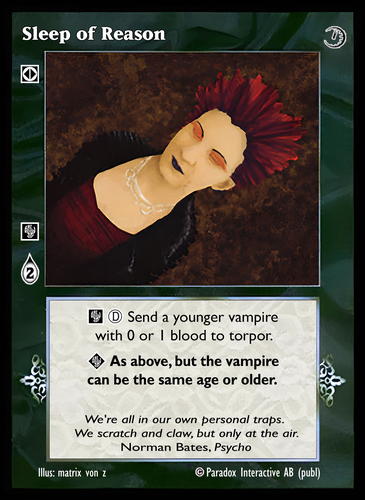 Sleep of Reason
2
D Send a younger vampire
with 0 or 1 blood to torpor.
As above, but the vampire
can be the same age or older.
We're all in our own personal traps.
We scratch and claw, but only at the air.
Norman Bates, Psycho
Illus: matrix von z
© Paradox Interactive AB (publ)